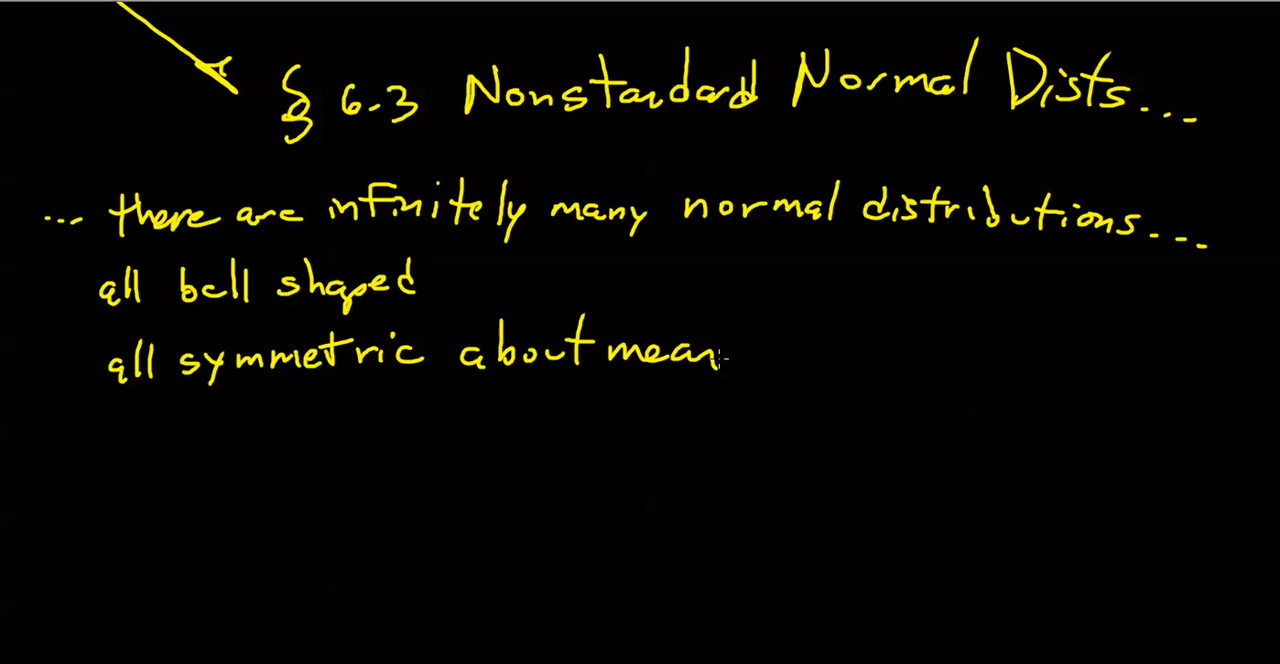 § 6.3 Nonstandard Normal Dists...
... there are infinitely many normal distributions...
all bell shaped
all symmetric about mean